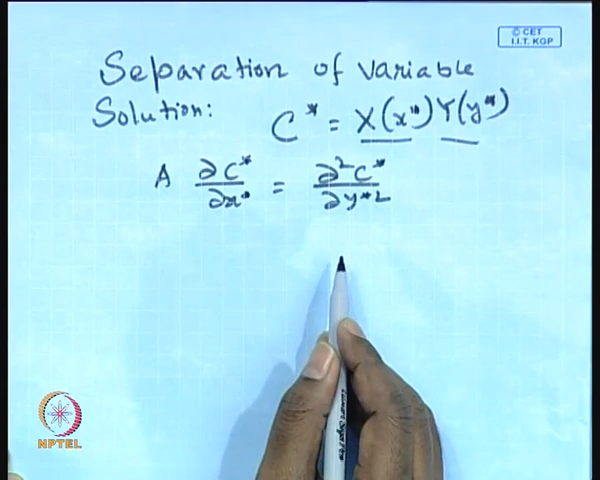 © CET
I.I.T. KGP
Separation of variable
Solution: C* = X(x*) Y(y*)
A ∂C*/∂x* = ∂²C*/∂y*²
NPTEL